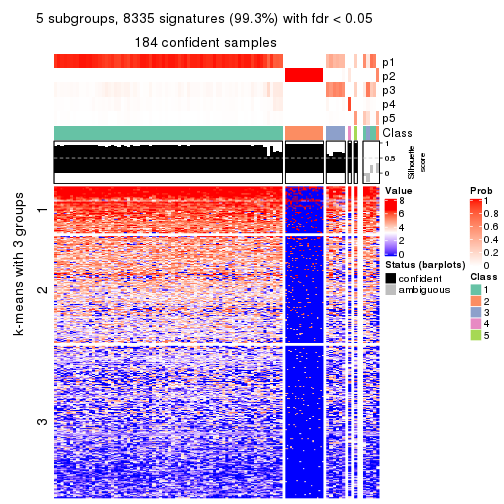 5 subgroups, 8335 signatures (99.3%) with fdr < 0.05
184 confident samples
p1
p2
p3
p4
p5
Class
1
0.5
0
Silhouette
score
k-means with 3 groups
1
2
3
Value
8
6
4
2
0
Status (barplots)
confident
ambiguous
Prob
1
0.8
0.6
0.4
0.2
0
Class
1
2
3
4
5